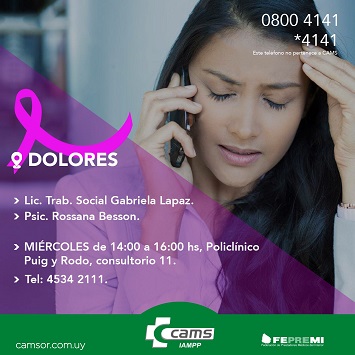 0800 4141
*4141
Este teléfono no pertenece a CAMS
DOLORES
Lic. Trab. Social Gabriela Lapaz.
Psic. Rossana Besson.
MIÉRCOLES de 14:00 a 16:00 hs, Policlínico
Puig y Rodo, consultorio 11.
Tel: 4534 2111.
camsor.com.uy
cams
IAMPP
FEPREMI